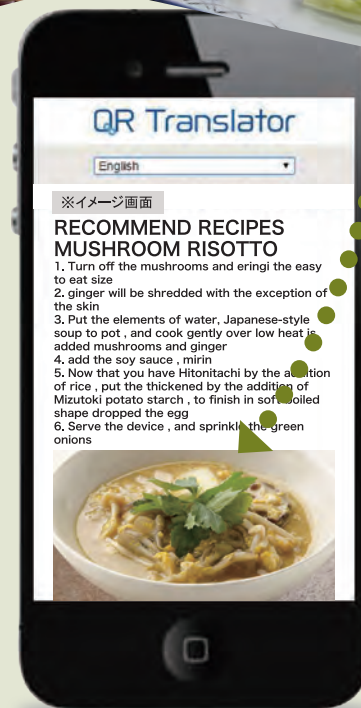 QR Translator
English
※イメージ画面
RECOMMEND RECIPES
MUSHROOM RISOTTO
1. Turn off the mushrooms and eringi the easy
to eat size
2. ginger will be shredded with the exception of
the skin
3. Put the elements of water, Japanese-style
soup to pot , and cook gently over low heat is
added mushrooms and ginger
4. add the soy sauce , mirin
5. Now that you have Hitonitachi by the addition
of rice , put the thickened by the addition of
Mizutoki potato starch , to finish in soft-boiled
shape dropped the egg
6. Serve the device , and sprinkle the green
onions